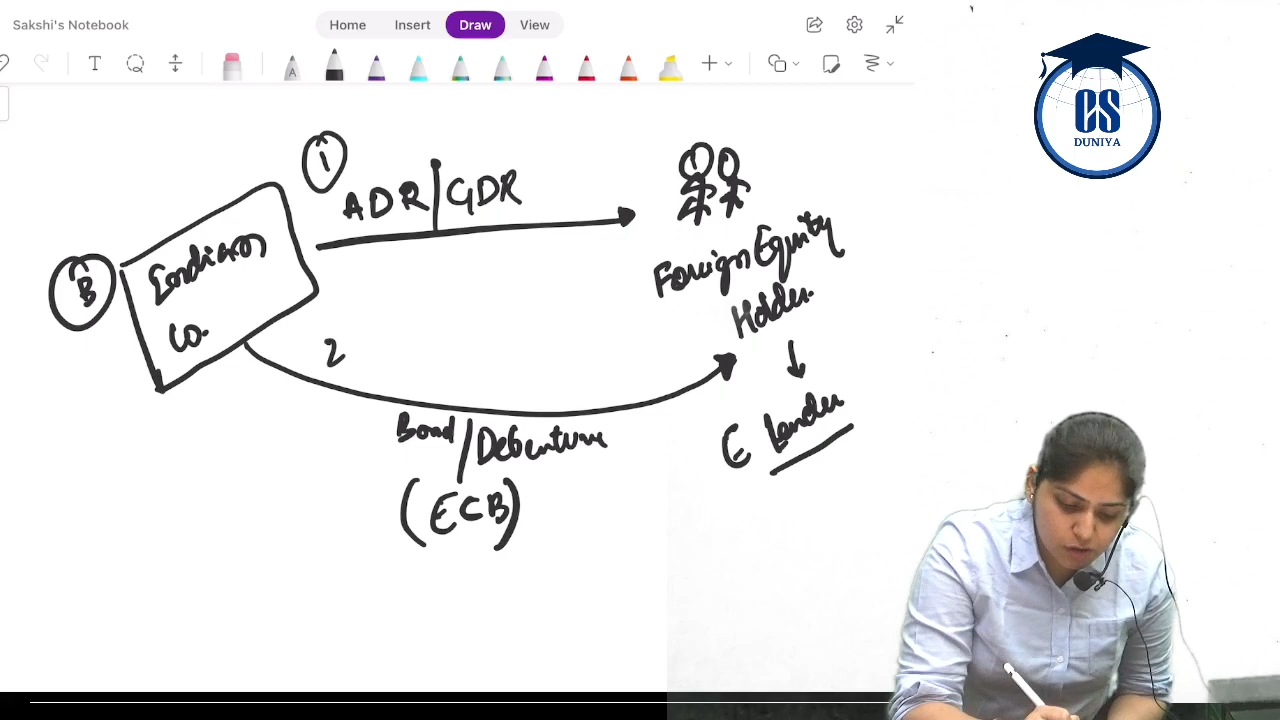 Sakshi's Notebook
Home Insert Draw View
CS
DUNIYA
1
ADR | GDR
B
Indian
Co.
Foreign Equity
Holder.
2
Bond / Debenture
(ECB)
E Lender